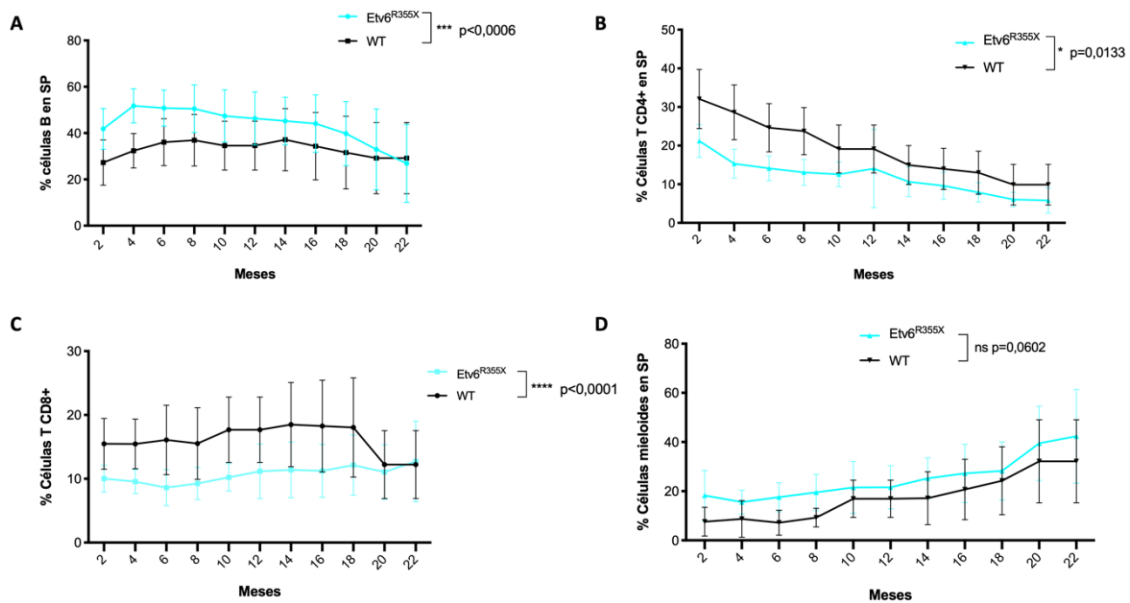 A
Etv6R355X
WT
*** p<0,0006
% células B en SP
80
60
40
20
0
2 4 6 8 10 12 14 16 18 20 22
Meses
B
Etv6R355X
WT
* p=0,0133
% Células T CD4+ en SP
50
40
30
20
10
0
2 4 6 8 10 12 14 16 18 20 22
Meses
C
Etv6R355X
WT
**** p<0,0001
% Células T CD8+
30
20
10
0
2 4 6 8 10 12 14 16 18 20 22
Meses
D
Etv6R355X
WT
ns p=0,0602
% Células mieloides en SP
80
60
40
20
0
2 4 6 8 10 12 14 16 18 20 22
Meses